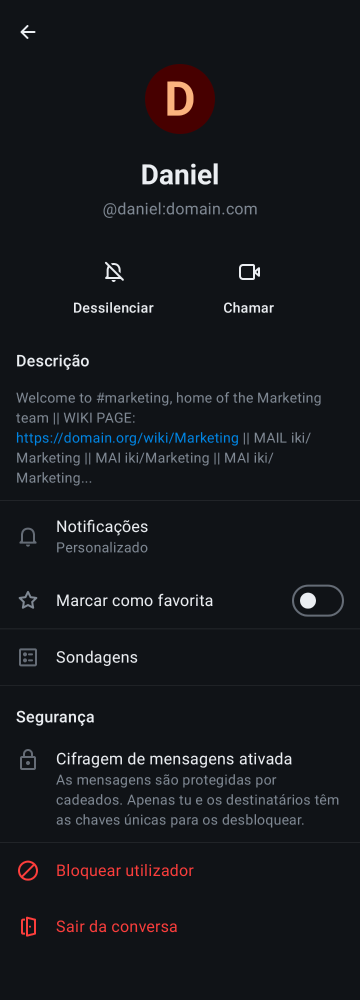 D
Daniel
@daniel:domain.com
Dessilenciar
Chamar
Descrição
Welcome to #marketing, home of the Marketing
team || WIKI PAGE:
https://domain.org/wiki/Marketing || MAIL iki/
Marketing || MAI iki/Marketing || MAI iki/
Marketing...
Notificações
Personalizado
Marcar como favorita
Sondagens
Segurança
Cifragem de mensagens ativada
As mensagens são protegidas por
cadeados. Apenas tu e os destinatários têm
as chaves únicas para os desbloquear.
Bloquear utilizador
Sair da conversa